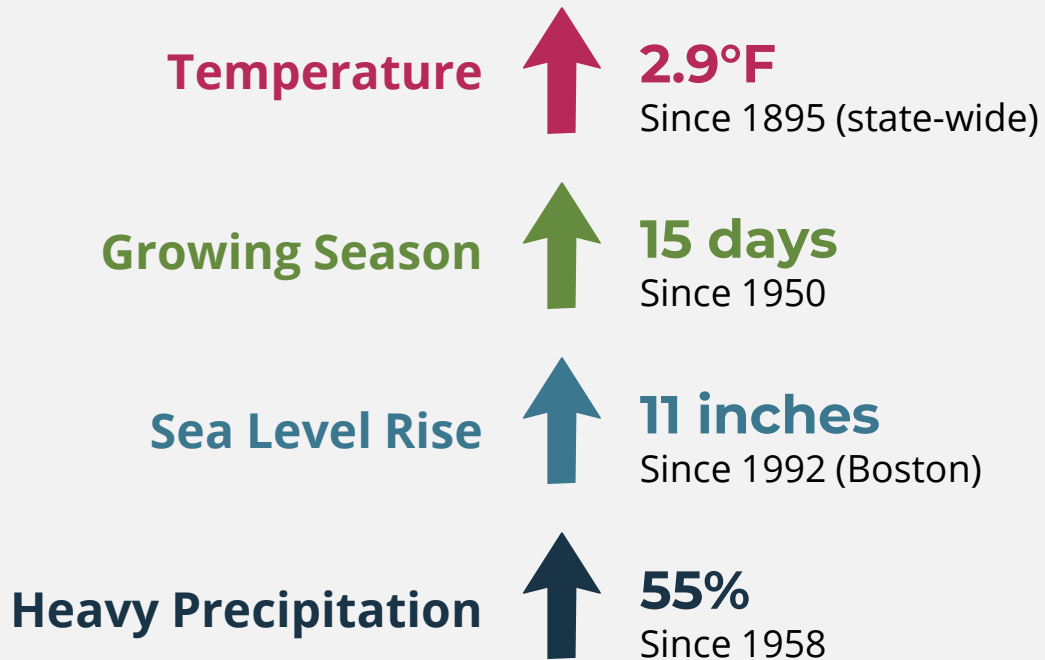 Temperature
2.9°F
Since 1895 (state-wide)
Growing Season
15 days
Since 1950
Sea Level Rise
11 inches
Since 1992 (Boston)
Heavy Precipitation
55%
Since 1958